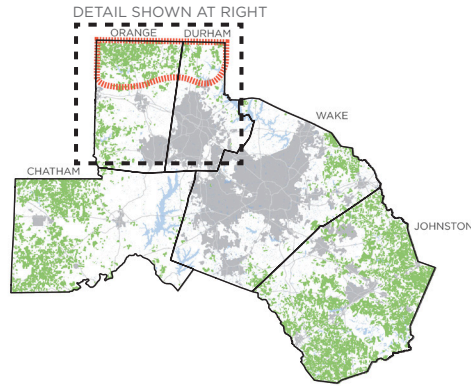 DETAIL SHOWN AT RIGHT
ORANGE
DURHAM
WAKE
CHATHAM
JOHNSTON